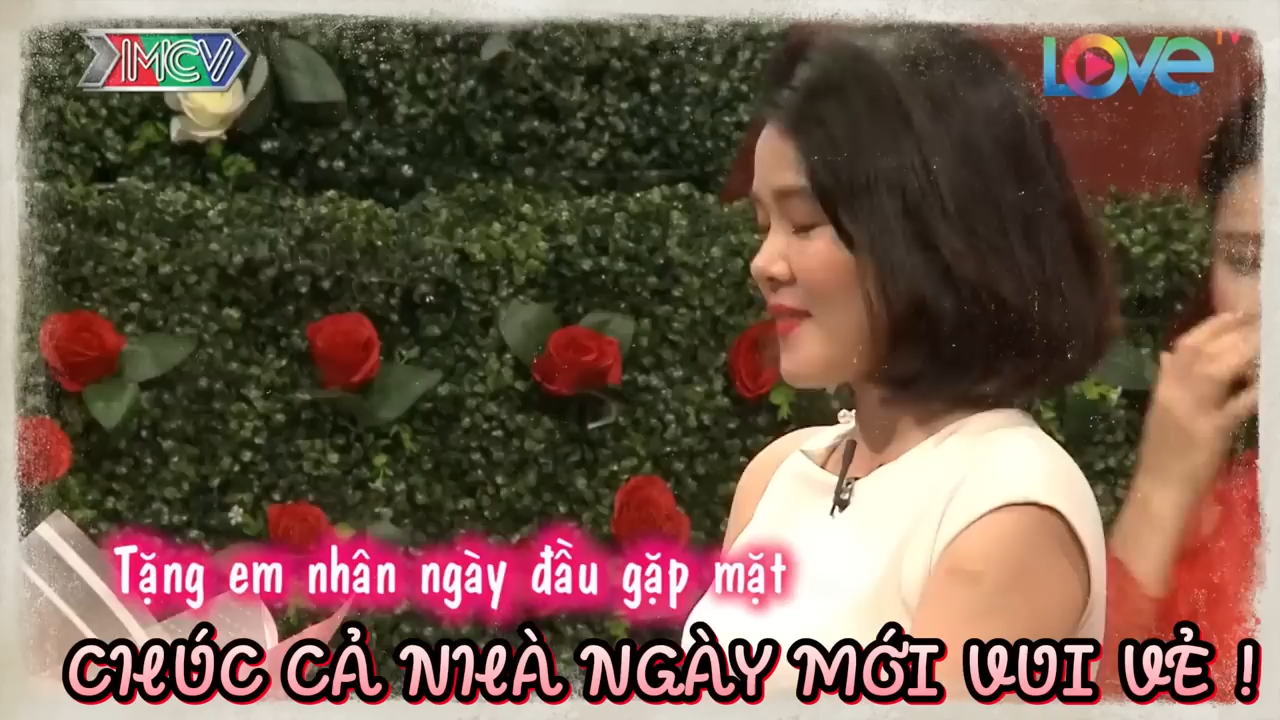 MCV
LOVE TV
Tặng em nhân ngày đầu gặp mặt
CHÚC CẢ NHÀ NGÀY MỚI VUI VẺ !